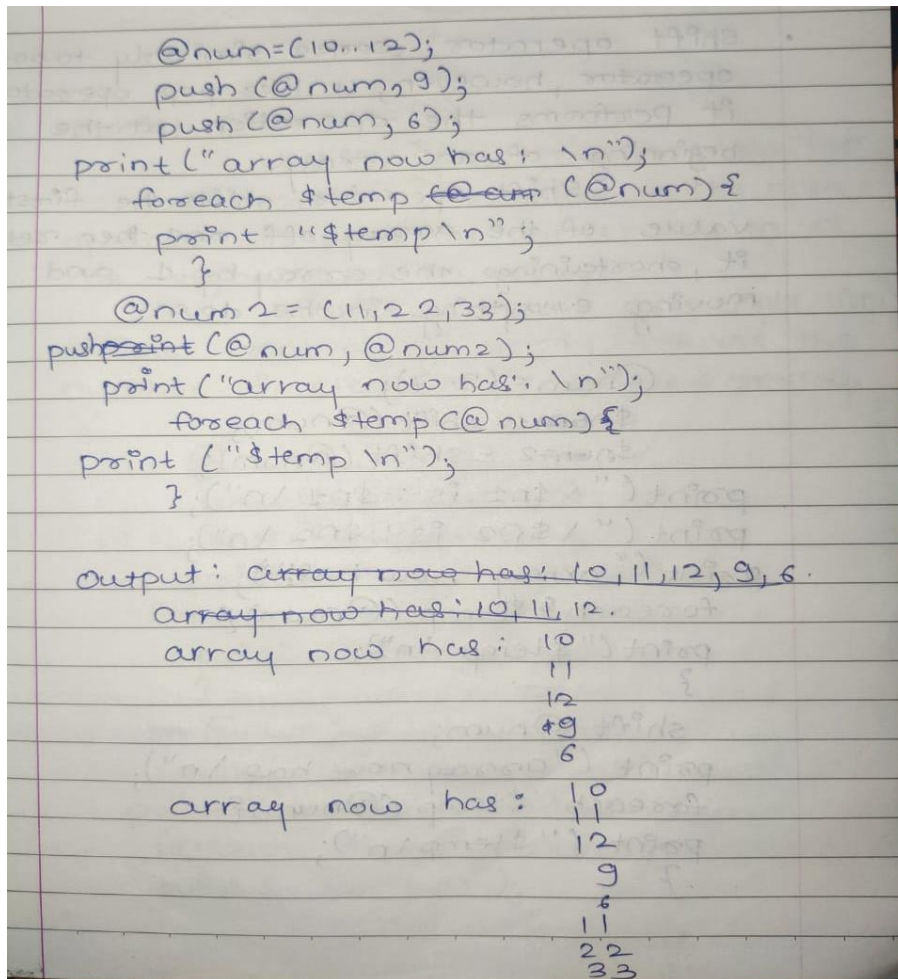 @num=(10..12);
push (@num,9);
push (@num, 6);
print ("array now has: \n");
foreach $temp (@num) {
print "$temp\n";
}
@num2 = (11,22,33);
push (@num, @num2);
print ("array now has: \n");
foreach $temp (@num) {
print ("$temp \n");
}
Output: array now has: 10, 11, 12, 9, 6.
array now has: 10, 11, 12.
array now has: 10
11
12
9
6
array now has: 10
11
12
9
6
11
22
33